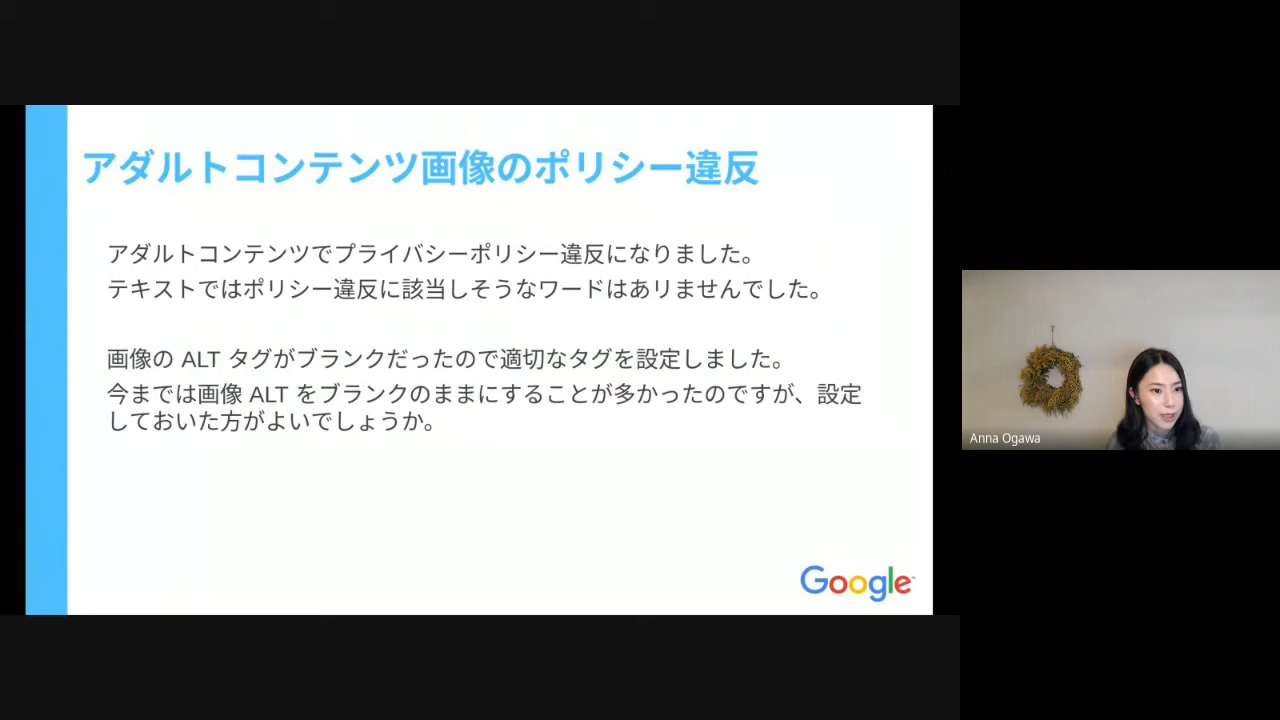 アダルトコンテンツ画像のポリシー違反
アダルトコンテンツでプライバシーポリシー違反になりました。
テキストではポリシー違反に該当しそうなワードはありませんでした。
画像の ALT タグがブランクだったので適切なタグを設定しました。
今までは画像 ALT をブランクのままにすることが多かったのですが、設定
しておいた方がよいでしょうか。
Google
Anna Ogawa